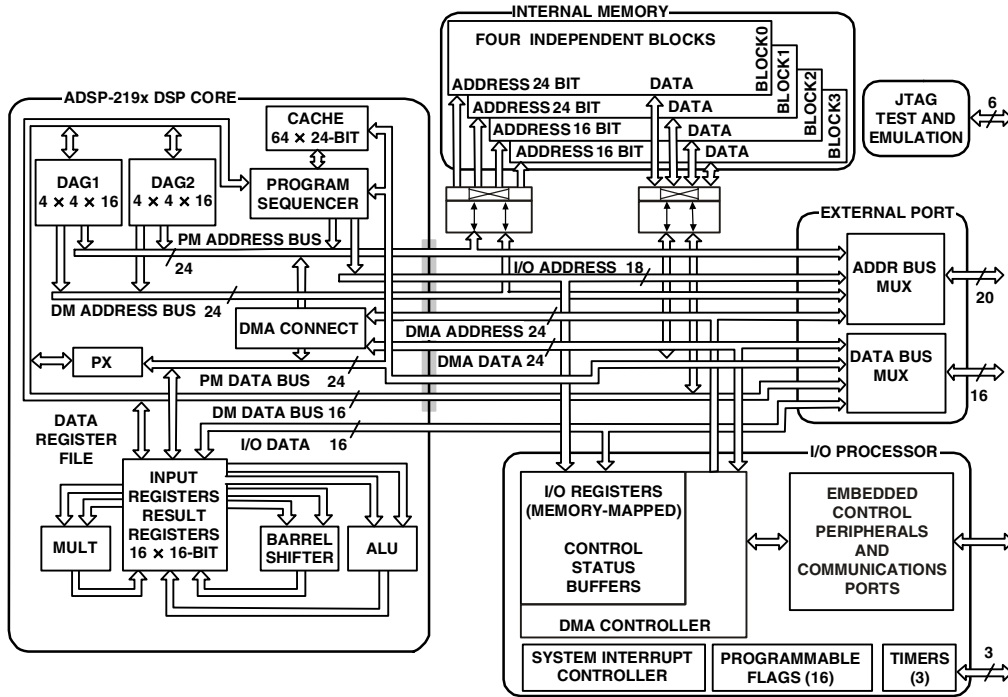 INTERNAL MEMORY
FOUR INDEPENDENT BLOCKS
BLOCK0
BLOCK1
BLOCK2
BLOCK3
ADDRESS 24 BIT DATA
ADDRESS 24 BIT DATA
ADDRESS 16 BIT DATA
ADDRESS 16 BIT DATA
JTAG
TEST AND
EMULATION
6
ADSP-219x DSP CORE
CACHE
64 × 24-BIT
DAG1
4 × 4 × 16
DAG2
4 × 4 × 16
PROGRAM
SEQUENCER
PM ADDRESS BUS
24
I/O ADDRESS 18
DM ADDRESS BUS 24
DMA CONNECT
DMA ADDRESS 24
DMA DATA 24
PX
PM DATA BUS 24
DM DATA BUS 16
I/O DATA 16
EXTERNAL PORT
ADDR BUS
MUX
20
DATA BUS
MUX
16
DATA
REGISTER
FILE
INPUT
REGISTERS
RESULT
REGISTERS
16 × 16-BIT
MULT
BARREL
SHIFTER
ALU
I/O PROCESSOR
I/O REGISTERS
(MEMORY-MAPPED)
CONTROL
STATUS
BUFFERS
DMA CONTROLLER
EMBEDDED
CONTROL
PERIPHERALS
AND
COMMUNICATIONS
PORTS
SYSTEM INTERRUPT
CONTROLLER
PROGRAMMABLE
FLAGS (16)
TIMERS
(3)
3